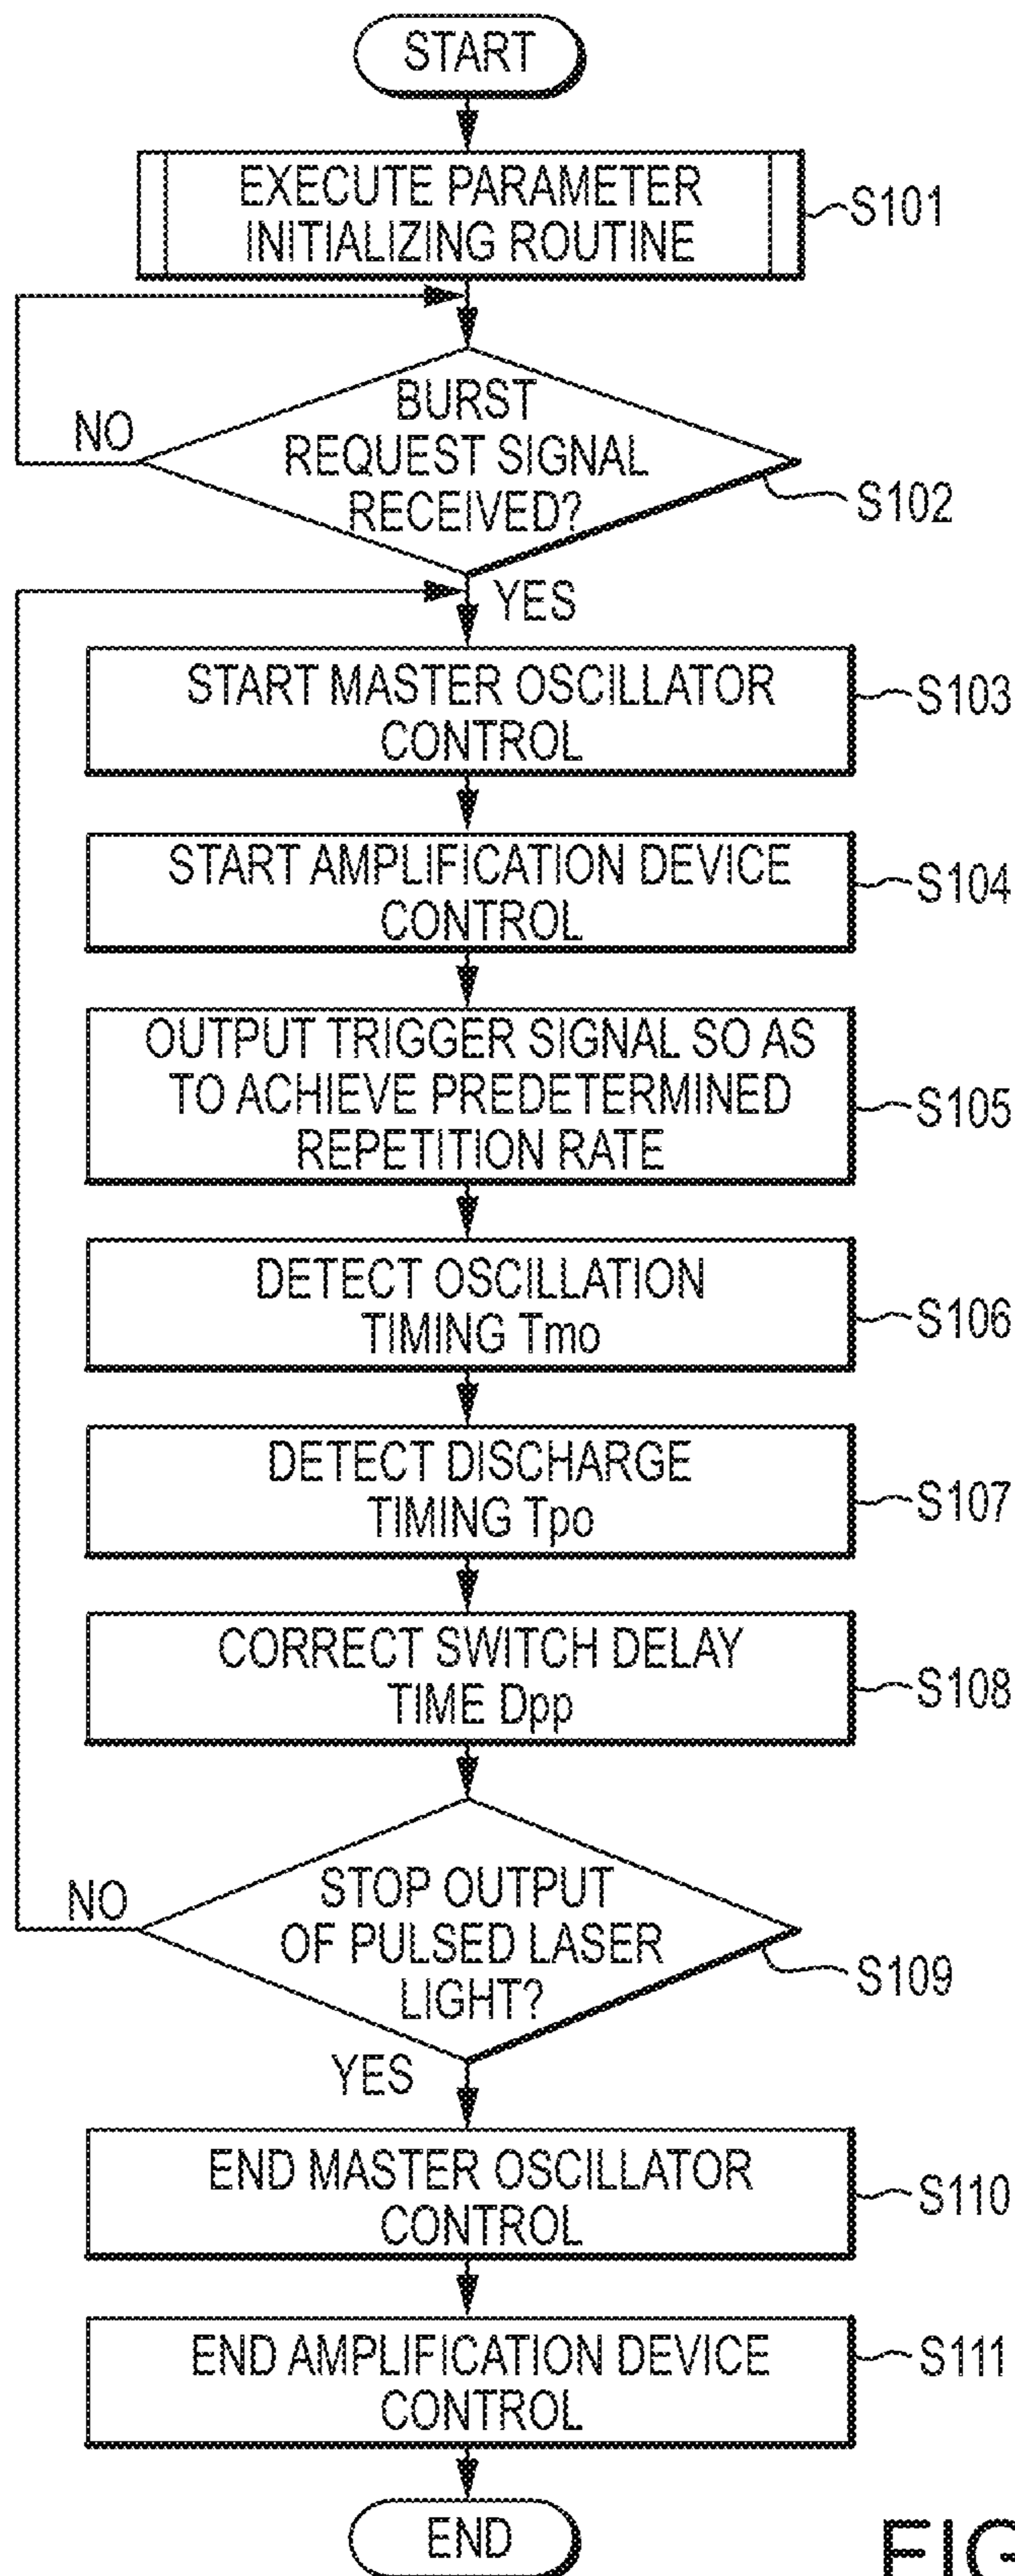 START
EXECUTE PARAMETER
INITIALIZING ROUTINE
S101
BURST
REQUEST SIGNAL
RECEIVED?
NO
S102
YES
START MASTER OSCILLATOR
CONTROL
S103
START AMPLIFICATION DEVICE
CONTROL
S104
OUTPUT TRIGGER SIGNAL SO AS
TO ACHIEVE PREDETERMINED
REPETITION RATE
S105
DETECT OSCILLATION
TIMING Tmo
S106
DETECT DISCHARGE
TIMING Tpo
S107
CORRECT SWITCH DELAY
TIME Dpp
S108
STOP OUTPUT
OF PULSED LASER
LIGHT?
NO
S109
YES
END MASTER OSCILLATOR
CONTROL
S110
END AMPLIFICATION DEVICE
CONTROL
S111
END
FIG